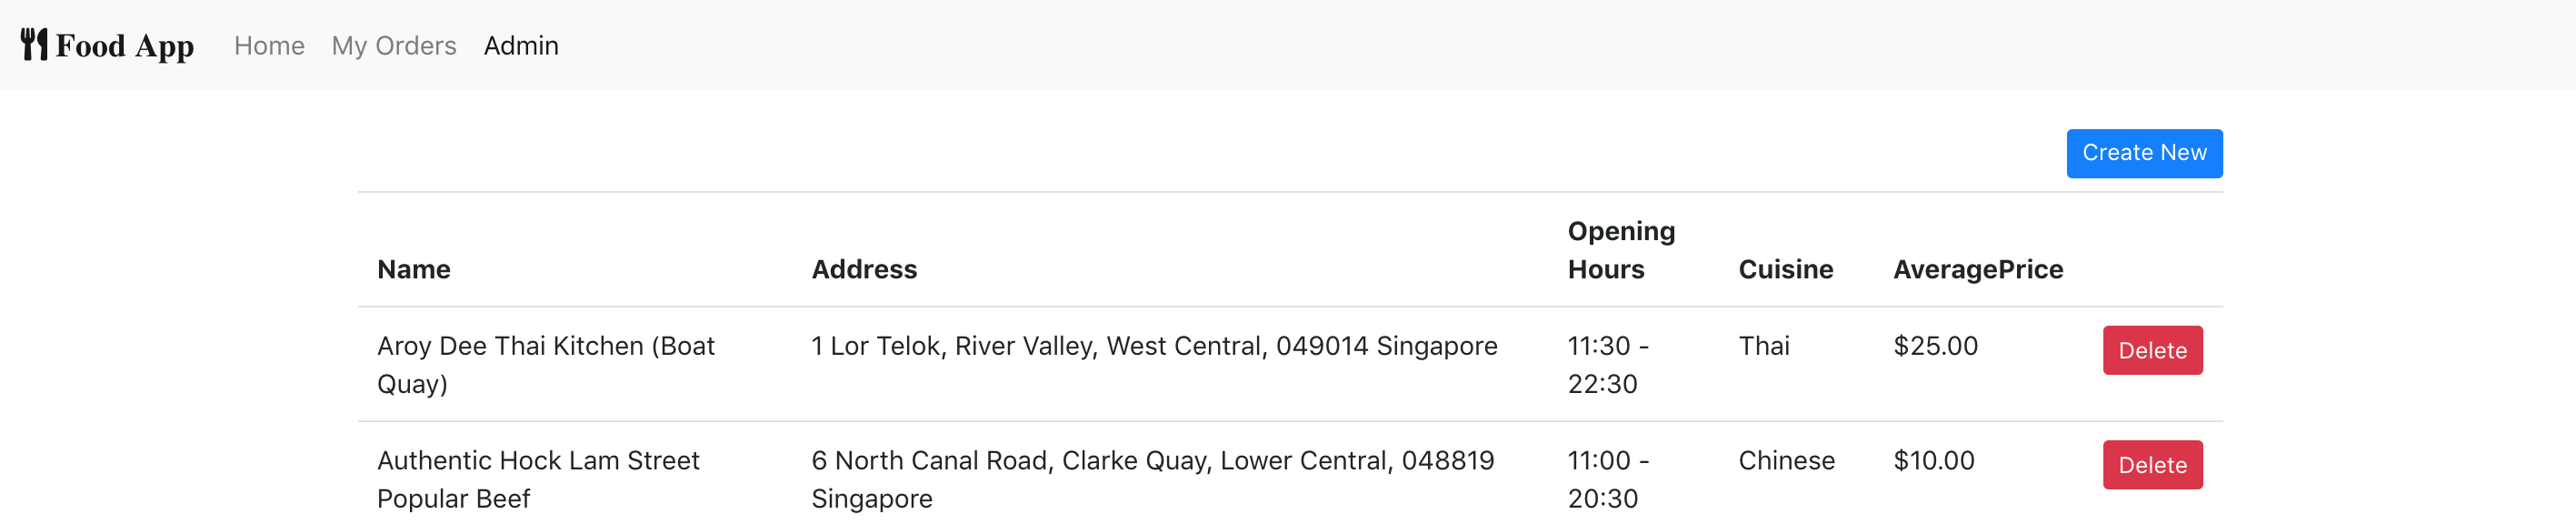 Food App Home My Orders Admin
Create New
Opening
Name Address Hours Cuisine AveragePrice
Aroy Dee Thai Kitchen (Boat 1 Lor Telok, River Valley, West Central, 049014 Singapore 11:30 - Thai $25.00 Delete
Quay) 22:30
Authentic Hock Lam Street 6 North Canal Road, Clarke Quay, Lower Central, 048819 11:00 - Chinese $10.00 Delete
Popular Beef Singapore 20:30